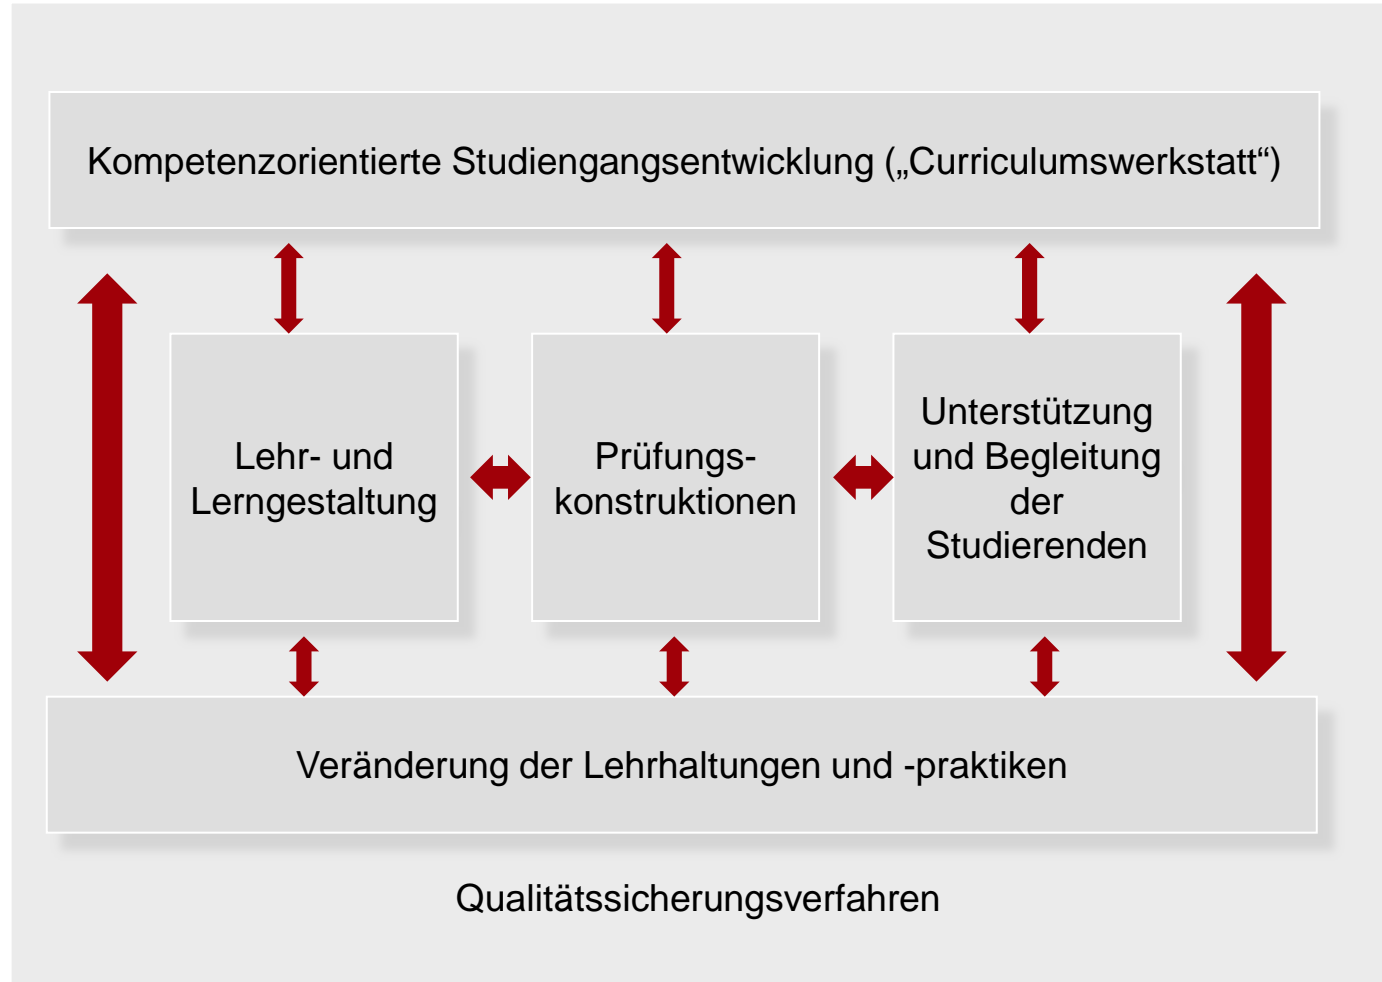 Kompetenzorientierte Studiengangsentwicklung („Curriculumswerkstatt“)
Lehr- und
Lerngestaltung
Prüfungs-
konstruktionen
Unterstützung
und Begleitung
der
Studierenden
Veränderung der Lehrhaltungen und -praktiken
Qualitätssicherungsverfahren